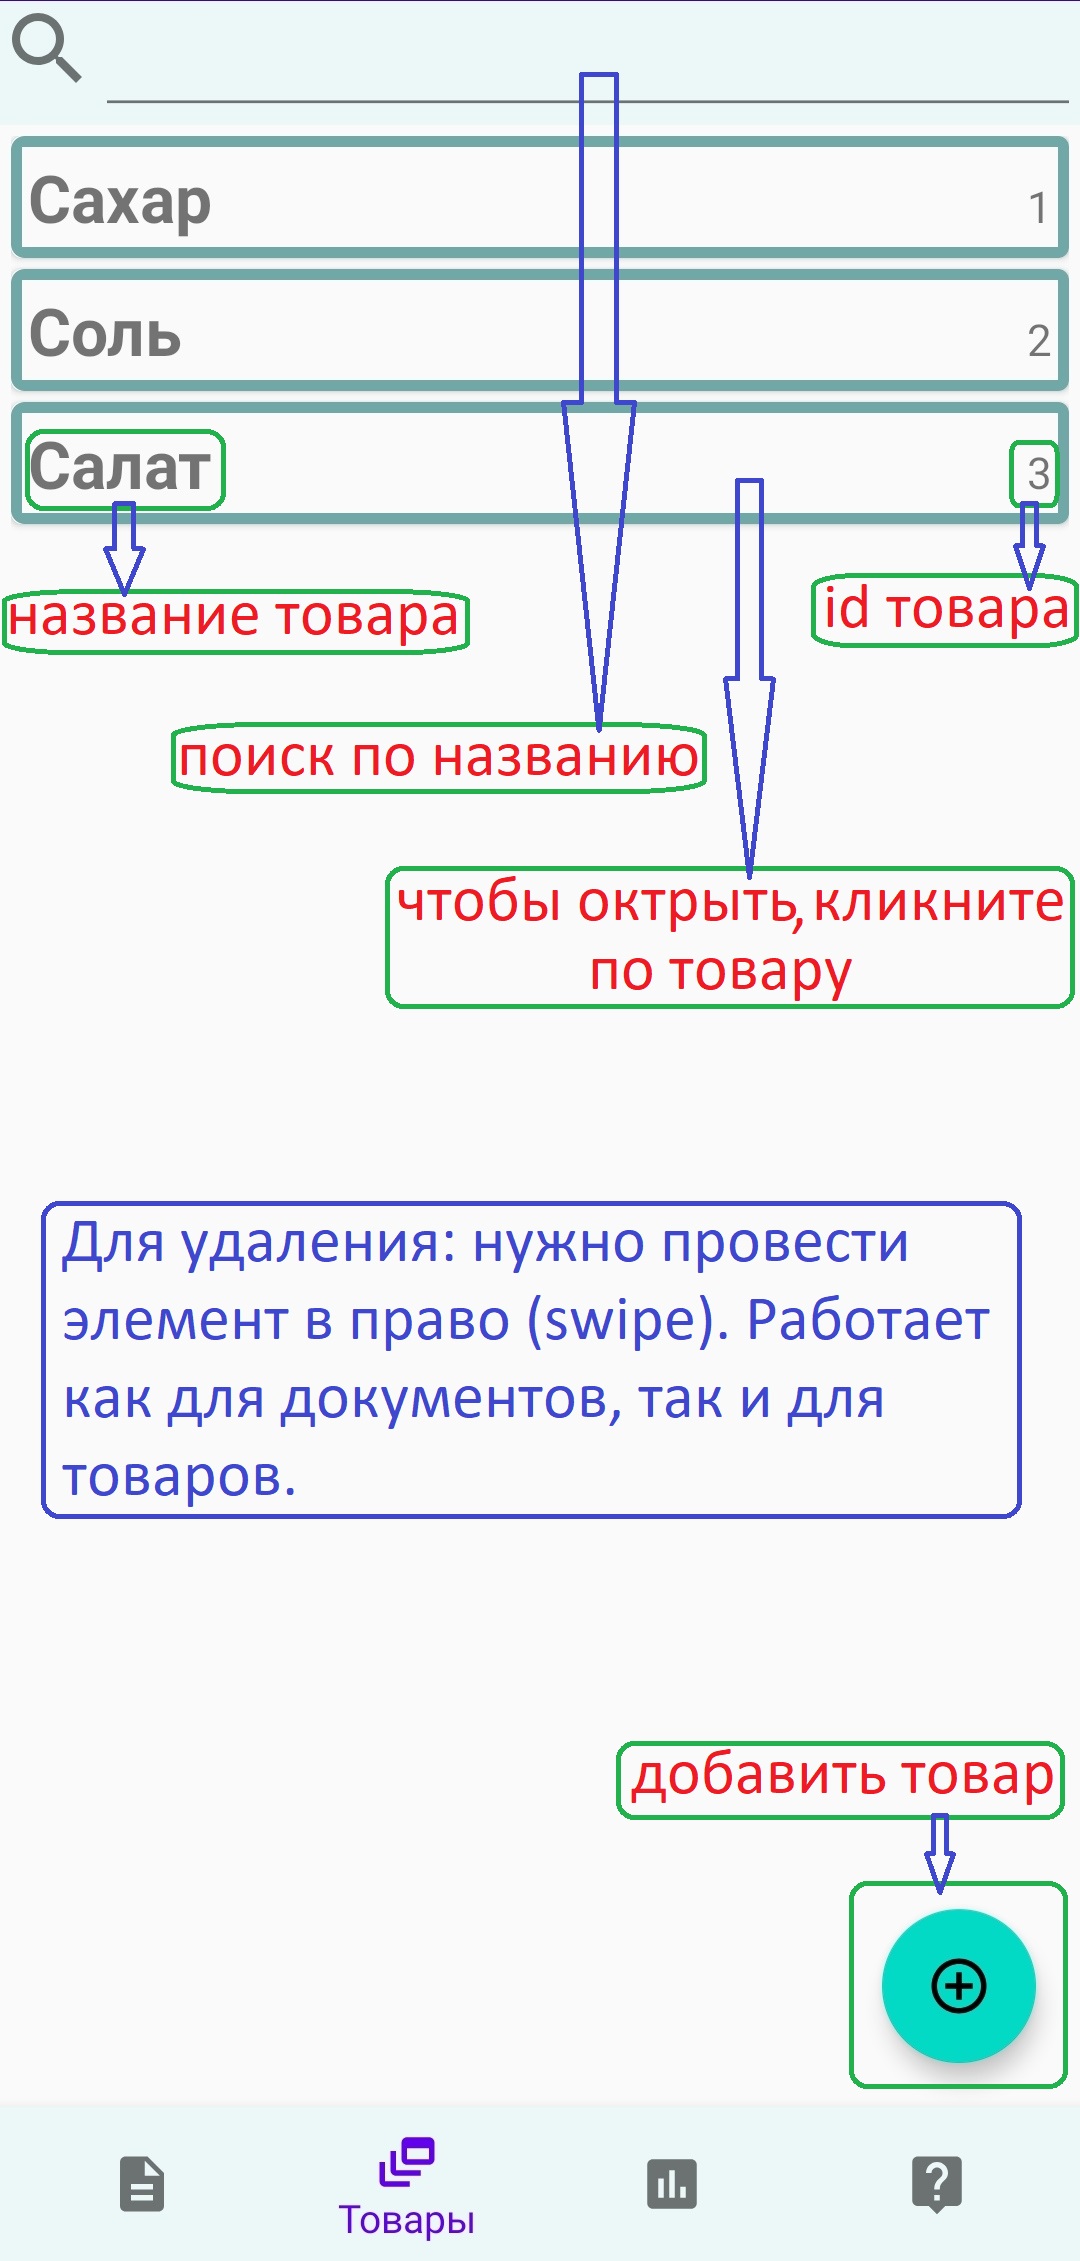 Сахар 1
Соль 2
Салат 3
название товара
id товара
поиск по названию
чтобы октрыть, кликните
по товару
Для удаления: нужно провести
элемент в право (swipe). Работает
как для документов, так и для
товаров.
добавить товар
Товары